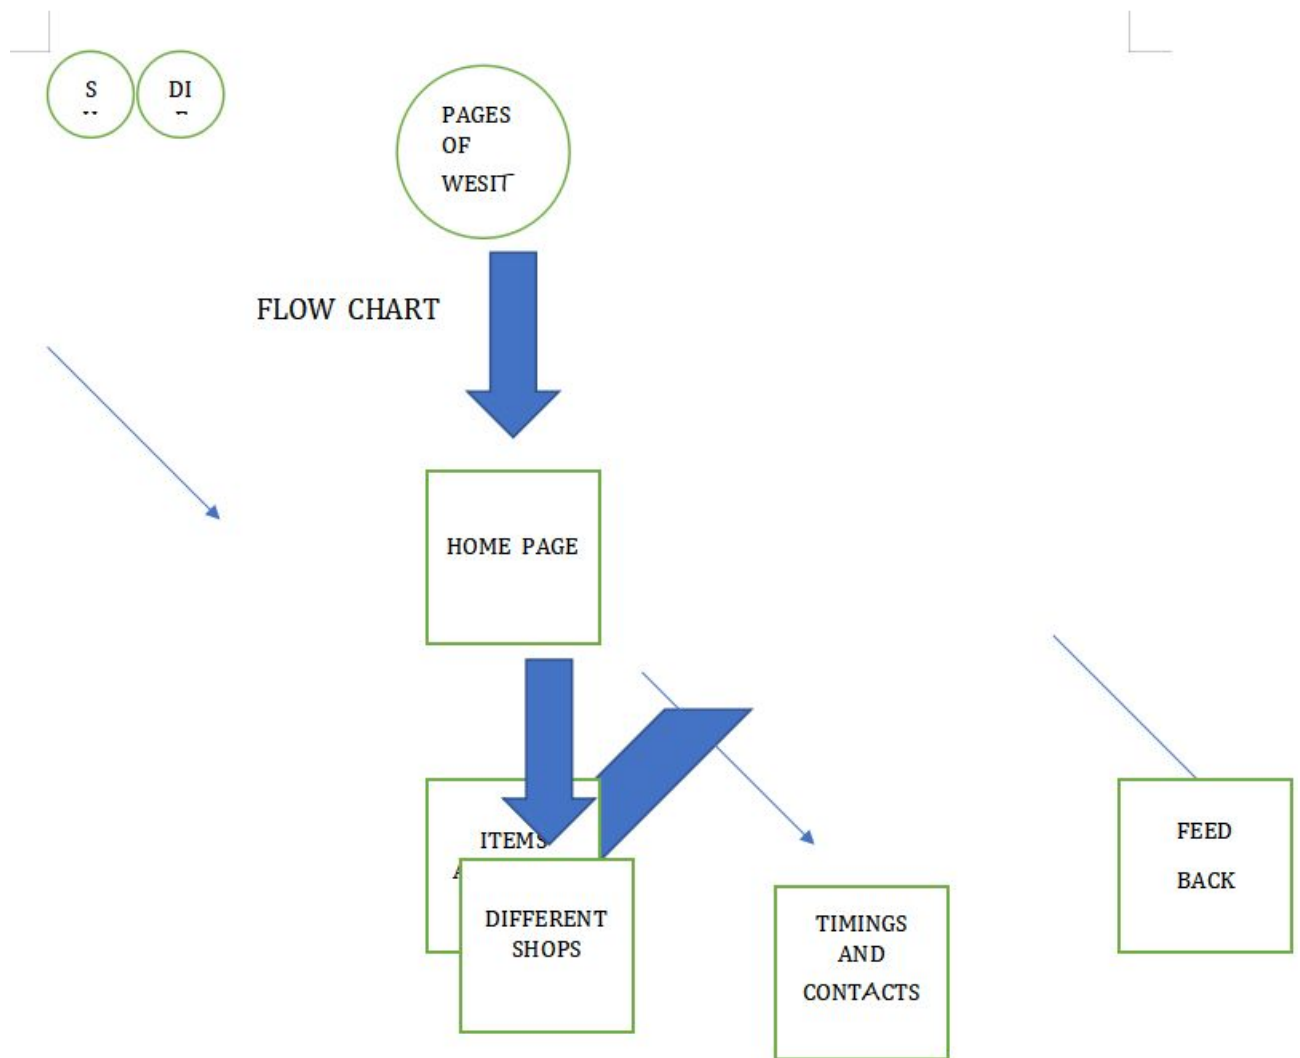 S
DI
PAGES
OF
WESIT
FLOW CHART
HOME PAGE
ITEMS
DIFFERENT
SHOPS
TIMINGS
AND
CONTACTS
FEED
BACK